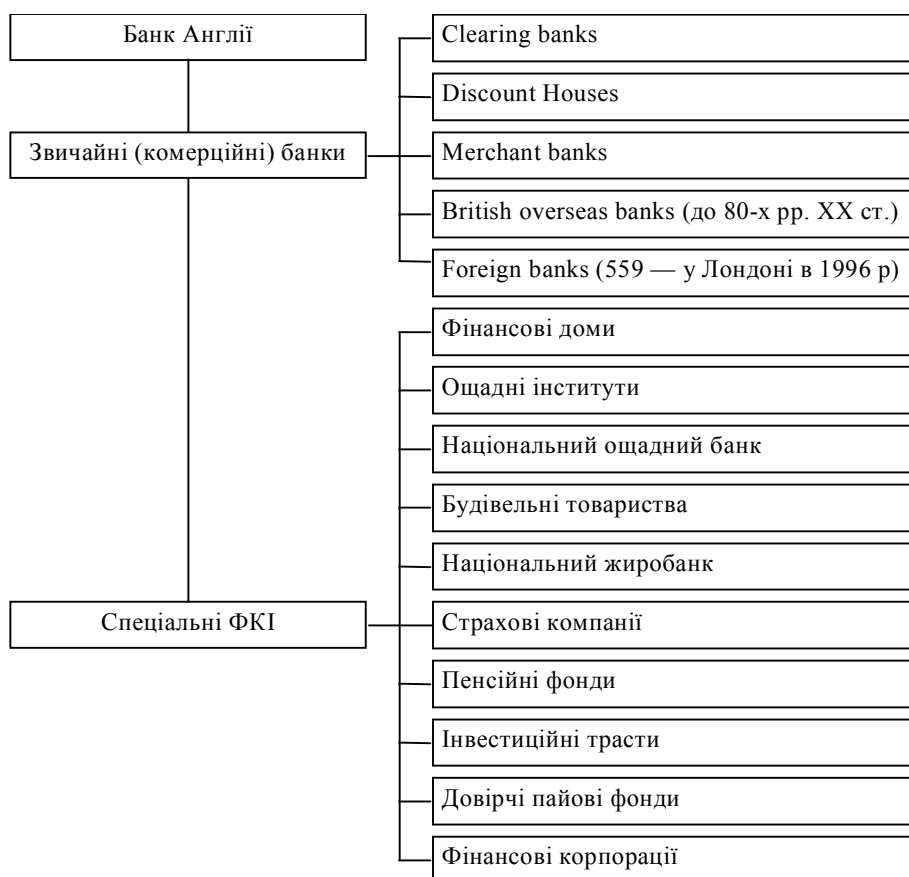 Банк Англії
Clearing banks
Discount Houses
Звичайні (комерційні) банки
Merchant banks
British overseas banks (до 80-х рр. XX ст.)
Foreign banks (559 — у Лондоні в 1996 р)
Фінансові доми
Ощадні інститути
Національний ощадний банк
Будівельні товариства
Національний жиробанк
Спеціальні ФКІ
Страхові компанії
Пенсійні фонди
Інвестиційні трасти
Довірчі пайові фонди
Фінансові корпорації